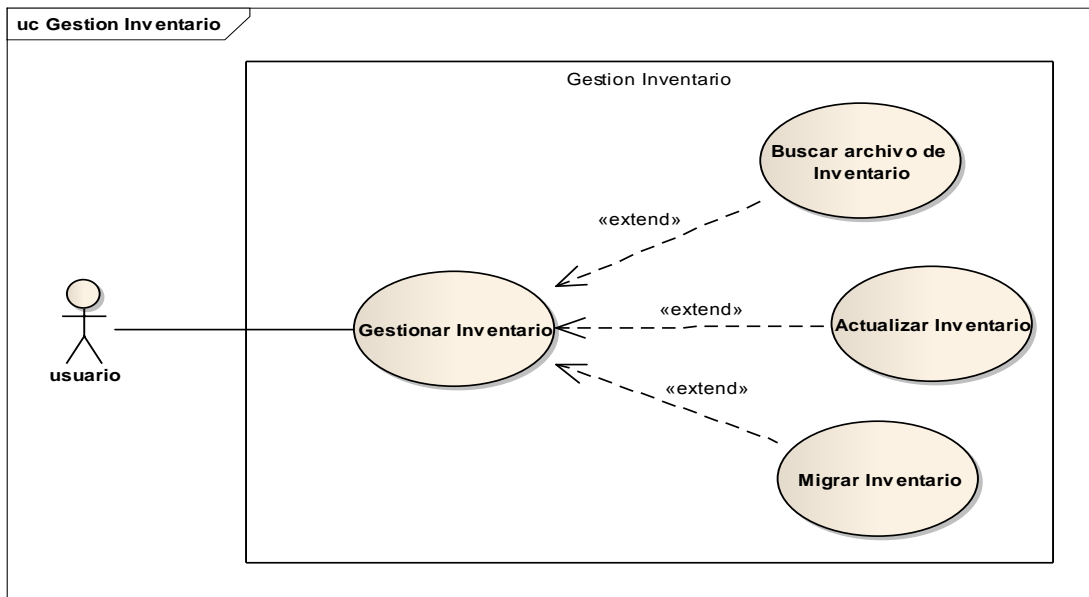 uc Gestion Inventario
Gestion Inventario
Buscar archivo de
Inventario
«extend»
Gestionar Inventario
«extend»
Actualizar Inventario
usuario
«extend»
Migrar Inventario